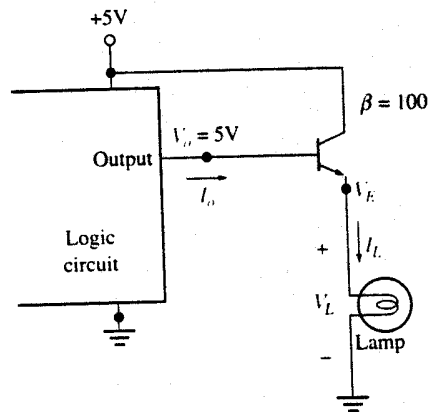 +5V
β = 100
V_o = 5V
Output
I_o
V_E
Logic
circuit
+
I_L
V_L
Lamp
−